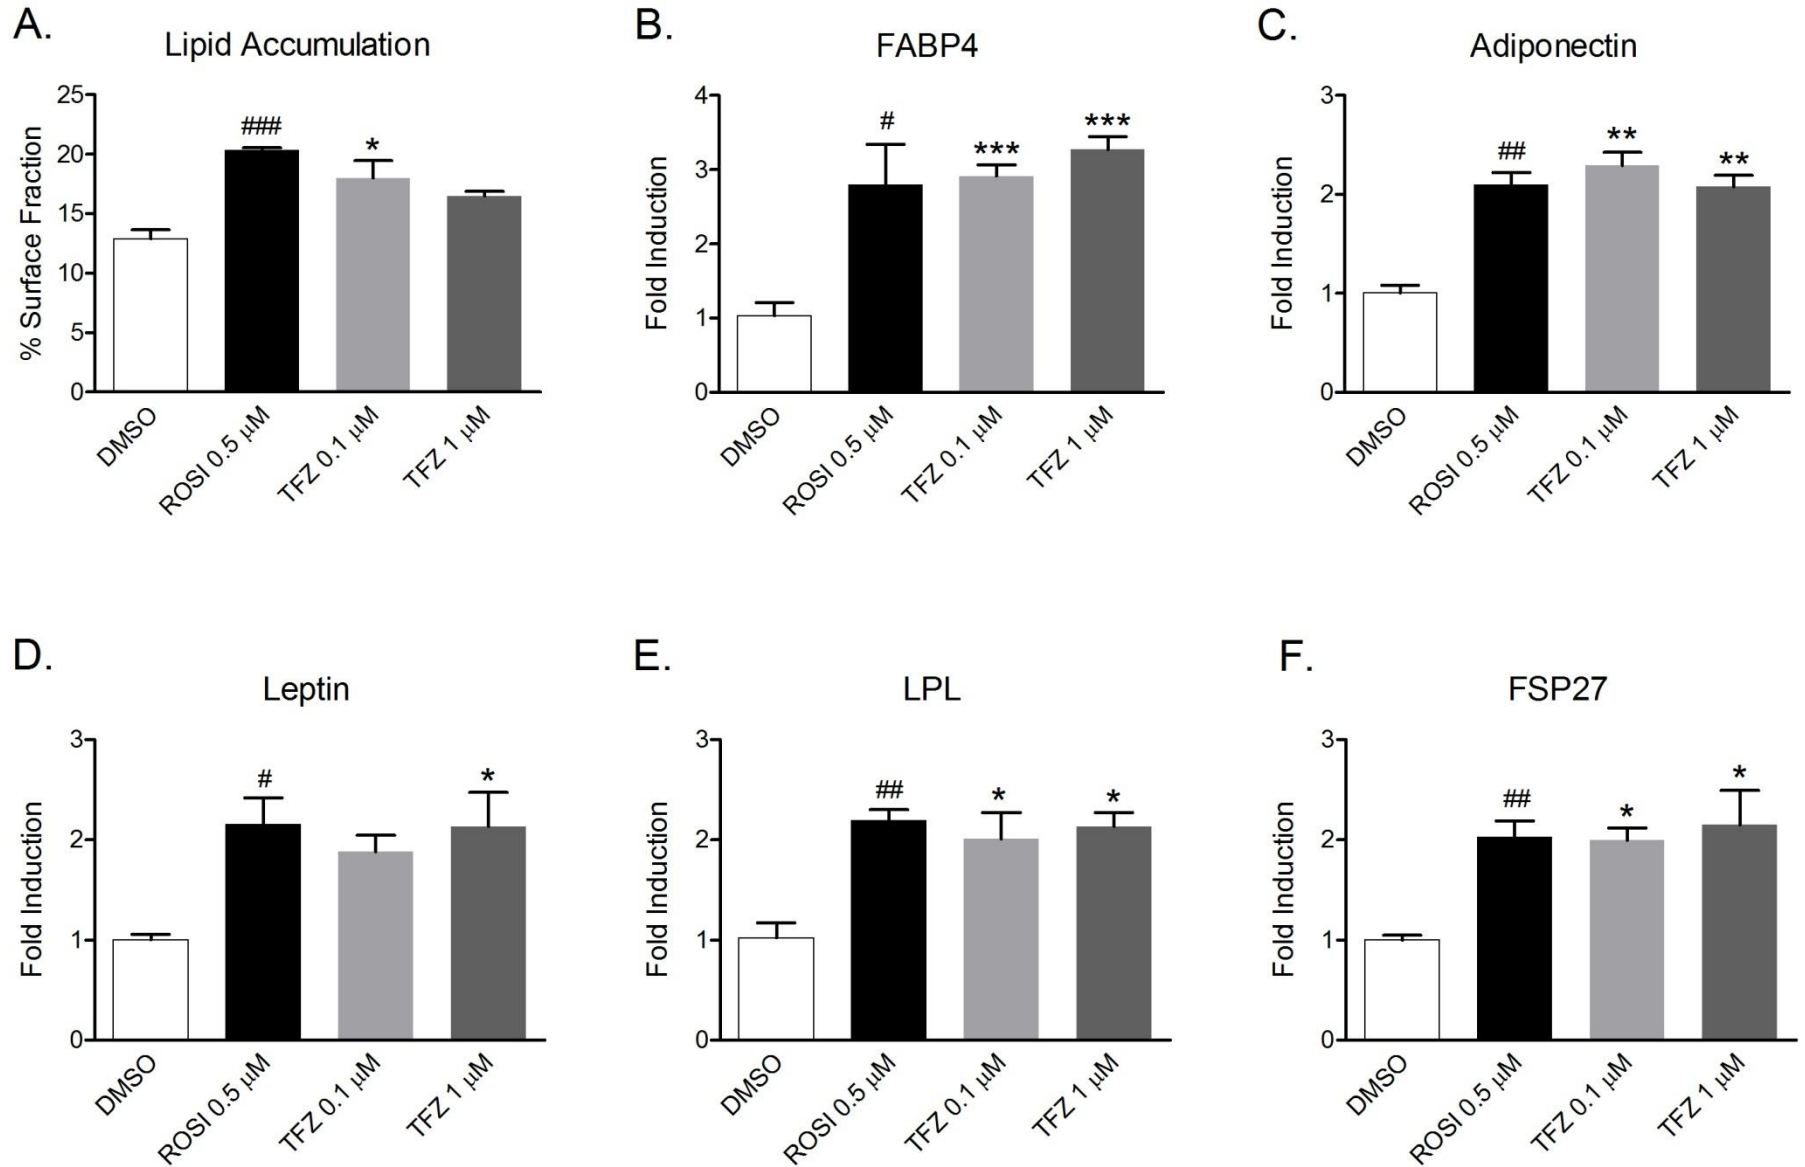 A.
Lipid Accumulation
% Surface Fraction
25
20
15
10
5
0
###
*
DMSO
ROSI 0.5 µM
TFZ 0.1 µM
TFZ 1 µM
B.
FABP4
Fold Induction
4
3
2
1
0
#
***
***
DMSO
ROSI 0.5 µM
TFZ 0.1 µM
TFZ 1 µM
C.
Adiponectin
Fold Induction
3
2
1
0
##
**
**
DMSO
ROSI 0.5 µM
TFZ 0.1 µM
TFZ 1 µM
D.
Leptin
Fold Induction
3
2
1
0
#
*
DMSO
ROSI 0.5 µM
TFZ 0.1 µM
TFZ 1 µM
E.
LPL
Fold Induction
3
2
1
0
##
*
*
DMSO
ROSI 0.5 µM
TFZ 0.1 µM
TFZ 1 µM
F.
FSP27
Fold Induction
3
2
1
0
##
*
*
DMSO
ROSI 0.5 µM
TFZ 0.1 µM
TFZ 1 µM